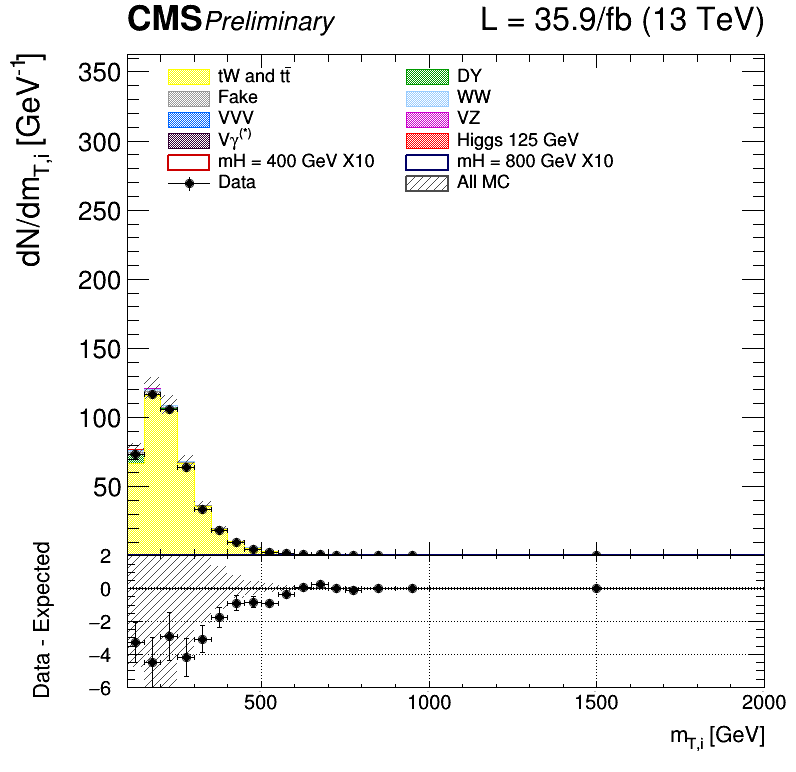 CMS Preliminary L = 35.9/fb (13 TeV)
dN/dm_{T,i} [GeV^{-1}]
350
300
250
200
150
100
50
tW and tt̄ DY
Fake WW
VVV VZ
Vγ^{(*)} Higgs 125 GeV
mH = 400 GeV X10 mH = 800 GeV X10
Data All MC
Data - Expected
2
0
−2
−4
−6
500 1000 1500 2000
m_{T,i} [GeV]